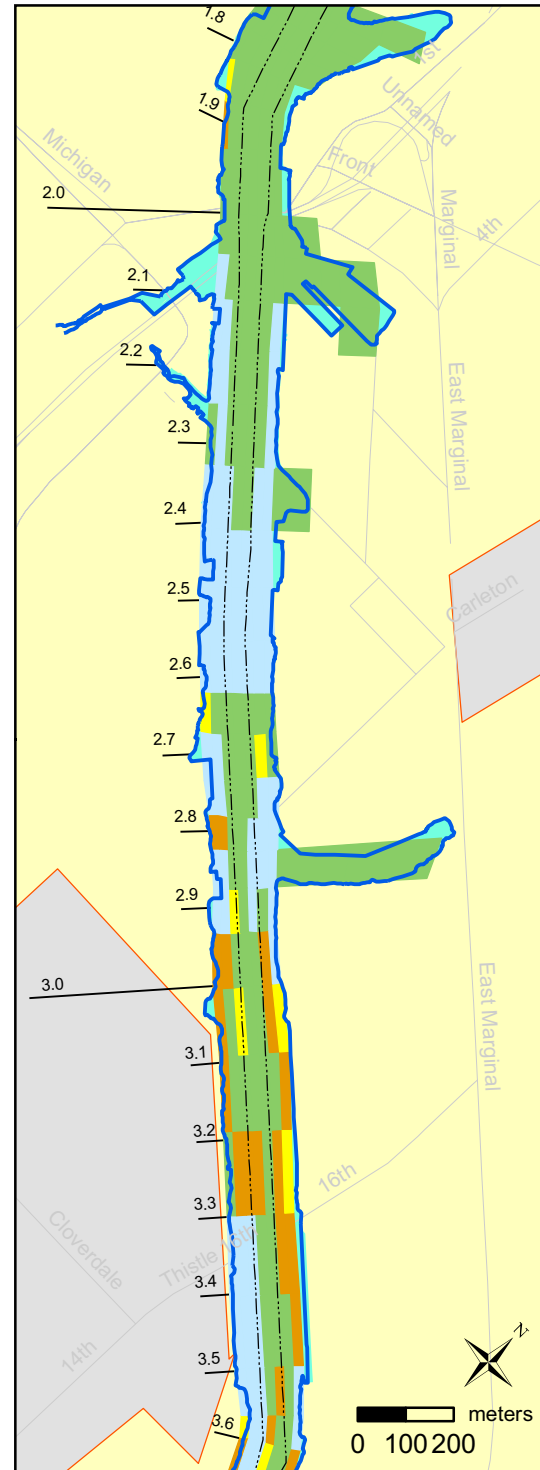 1.8
1st
1.9
Unnamed
Michigan
Front
2.0
Marginal
4th
2.1
2.2
East Marginal
2.3
2.4
2.5
Carleton
2.6
2.7
2.8
2.9
3.0
East Marginal
3.1
3.2
16th
3.3
Cloverdale
Thistle 16th
3.4
14th
3.5
N
3.6
meters
0 100 200